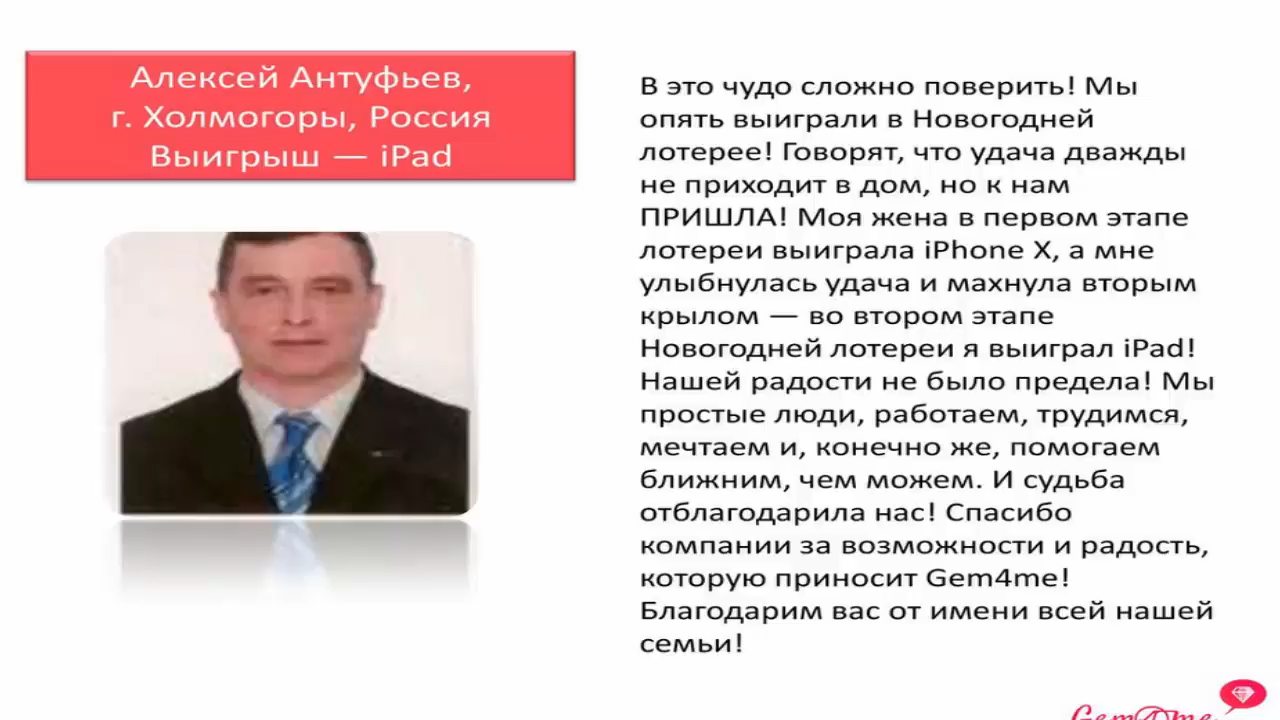 Алексей Антуфьев,
г. Холмогоры, Россия
Выигрыш — iPad
В это чудо сложно поверить! Мы
опять выиграли в Новогодней
лотерее! Говорят, что удача дважды
не приходит в дом, но к нам
ПРИШЛА! Моя жена в первом этапе
лотереи выиграла iPhone X, а мне
улыбнулась удача и махнула вторым
крылом — во втором этапе
Новогодней лотереи я выиграл iPad!
Нашей радости не было предела! Мы
простые люди, работаем, трудимся,
мечтаем и, конечно же, помогаем
ближним, чем можем. И судьба
отблагодарила нас! Спасибо
компании за возможности и радость,
которую приносит Gem4me!
Благодарим вас от имени всей нашей
семьи!
Gem4me